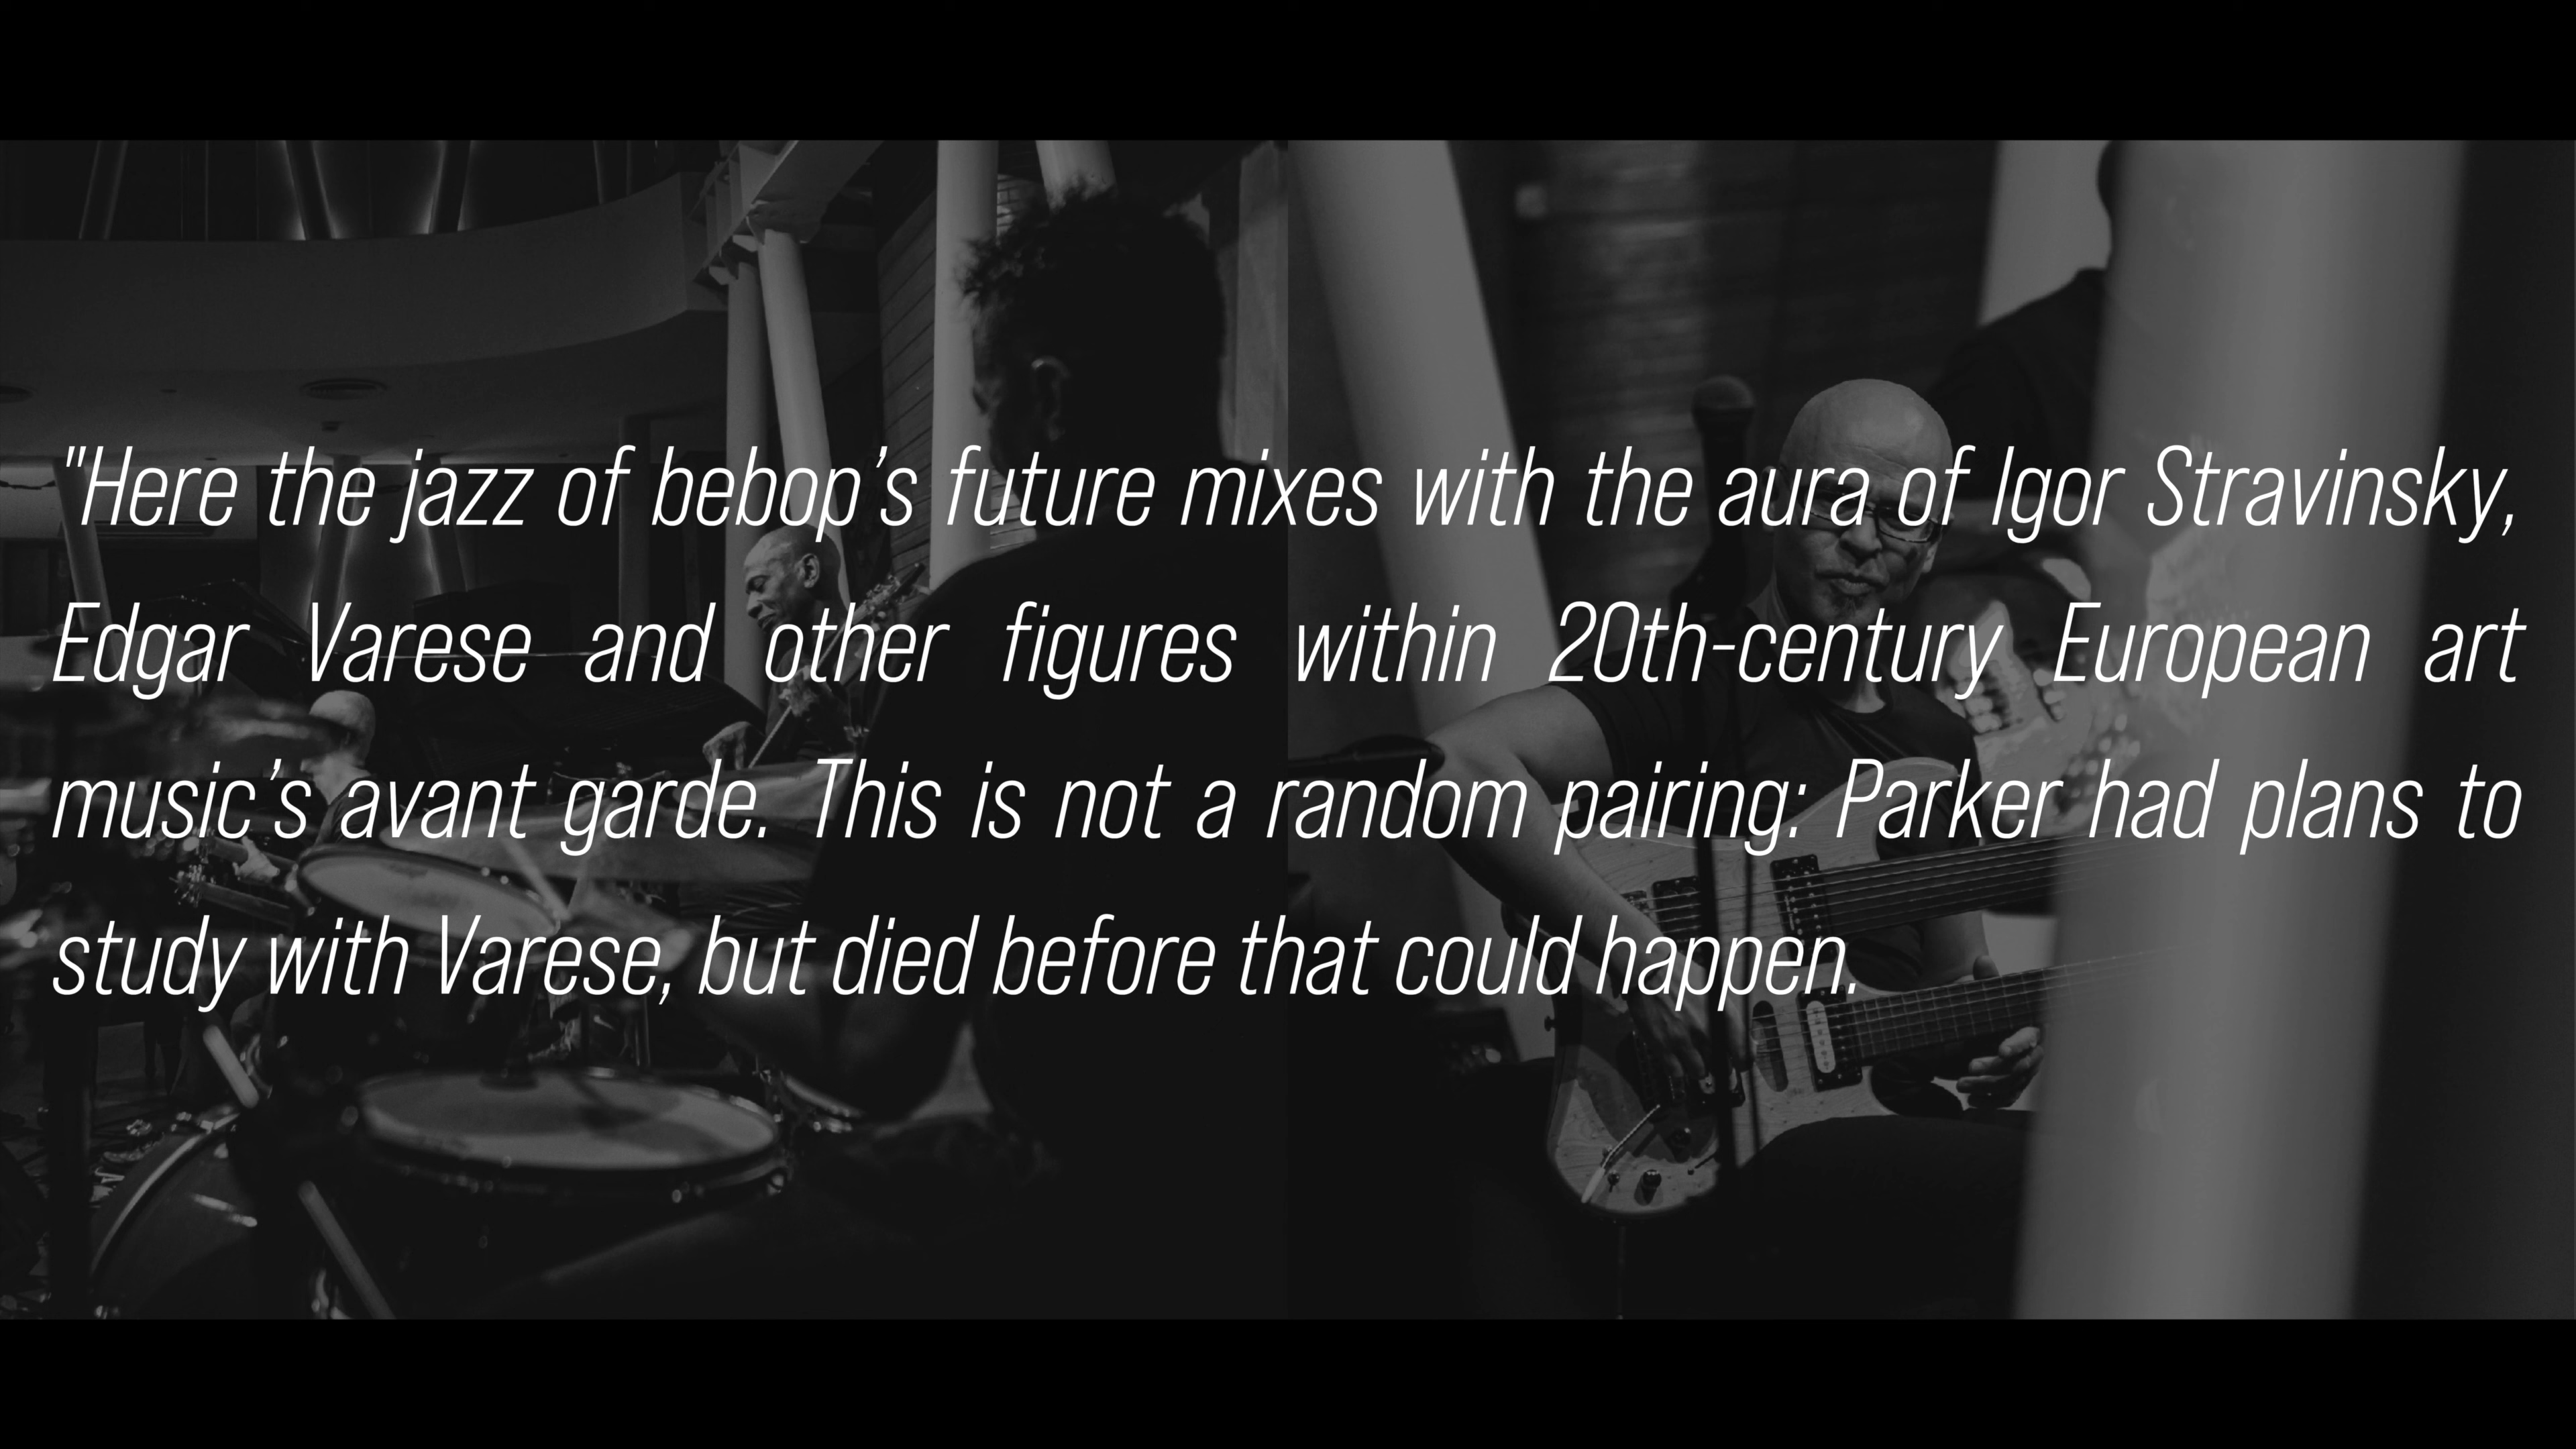 "Here the jazz of bebop’s future mixes with the aura of Igor Stravinsky,
Edgar Varese and other figures within 20th-century European art
music’s avant garde. This is not a random pairing: Parker had plans to
study with Varese, but died before that could happen.